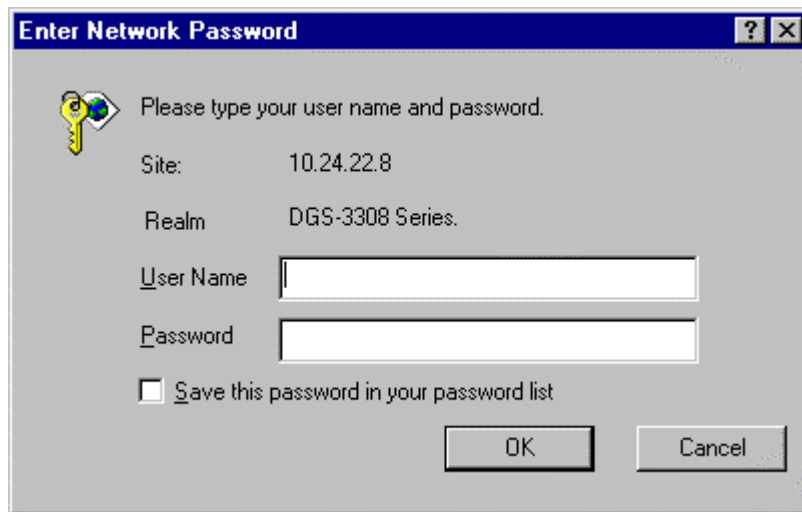 Enter Network Password
Please type your user name and password.
Site: 10.24.22.8
Realm DGS-3308 Series.
User Name
Password
Save this password in your password list
OK Cancel